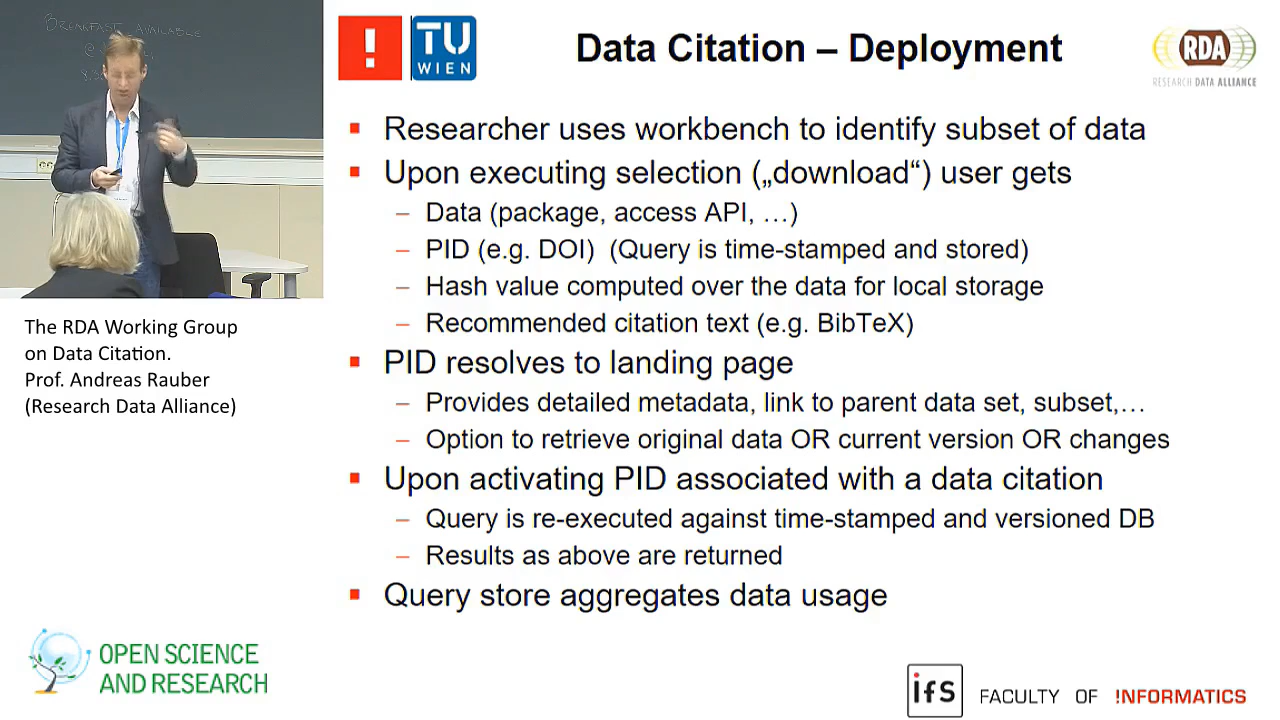 BREAKFAST AVAILABLE
@
8.3
! TU
WIEN
Data Citation – Deployment
RDA
RESEARCH DATA ALLIANCE
Researcher uses workbench to identify subset of data
Upon executing selection („download“) user gets
– Data (package, access API, …)
– PID (e.g. DOI) (Query is time-stamped and stored)
– Hash value computed over the data for local storage
– Recommended citation text (e.g. BibTeX)
PID resolves to landing page
– Provides detailed metadata, link to parent data set, subset,…
– Option to retrieve original data OR current version OR changes
Upon activating PID associated with a data citation
– Query is re-executed against time-stamped and versioned DB
– Results as above are returned
Query store aggregates data usage
The RDA Working Group
on Data Citation.
Prof. Andreas Rauber
(Research Data Alliance)
OPEN SCIENCE
AND RESEARCH
ifs
FACULTY OF !NFORMATICS